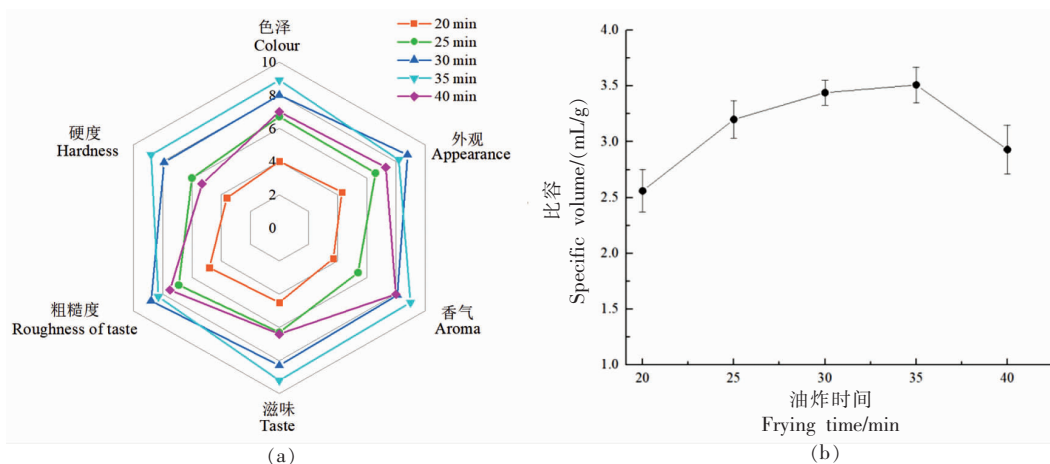 色泽
Colour
20 min
25 min
30 min
35 min
40 min
10
8
6
4
2
0
外观
Appearance
香气
Aroma
滋味
Taste
粗糙度
Roughness of taste
硬度
Hardness
(a)
4.0
3.5
3.0
2.5
2.0
1.5
1.0
比容
Specific volume/(mL/g)
20
25
30
35
40
油炸时间
Frying time/min
(b)